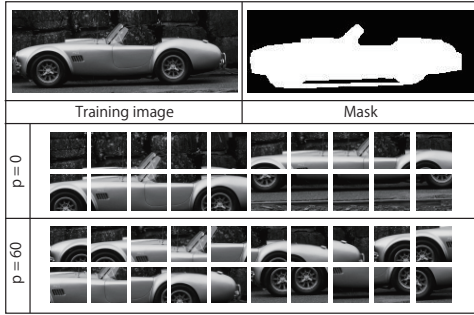 Training image
Mask
p = 0
p = 60